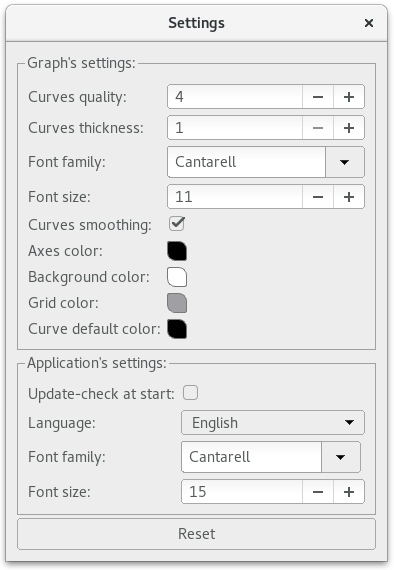 Settings
Graph's settings:
Curves quality: 4
Curves thickness: 1
Font family: Cantarell
Font size: 11
Curves smoothing:
Axes color:
Background color:
Grid color:
Curve default color:
Application's settings:
Update-check at start:
Language: English
Font family: Cantarell
Font size: 15
Reset